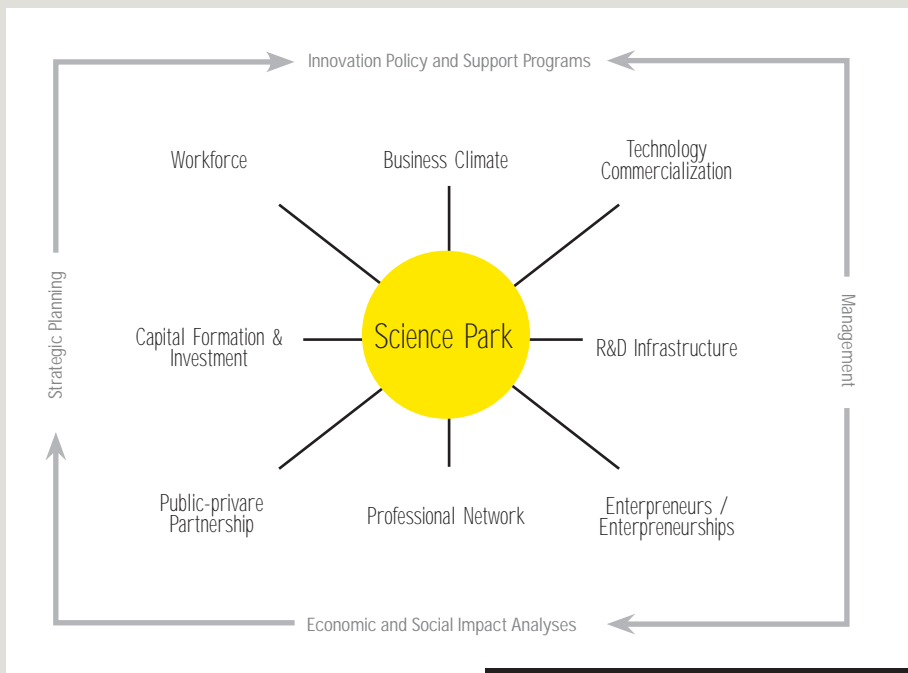 Innovation Policy and Support Programs
Workforce
Business Climate
Technology
Commercialization
Strategic Planning
Capital Formation &
Investment
Science Park
R&D Infrastructure
Management
Public-privare
Partnership
Professional Network
Enterpreneurs /
Enterpreneurships
Economic and Social Impact Analyses